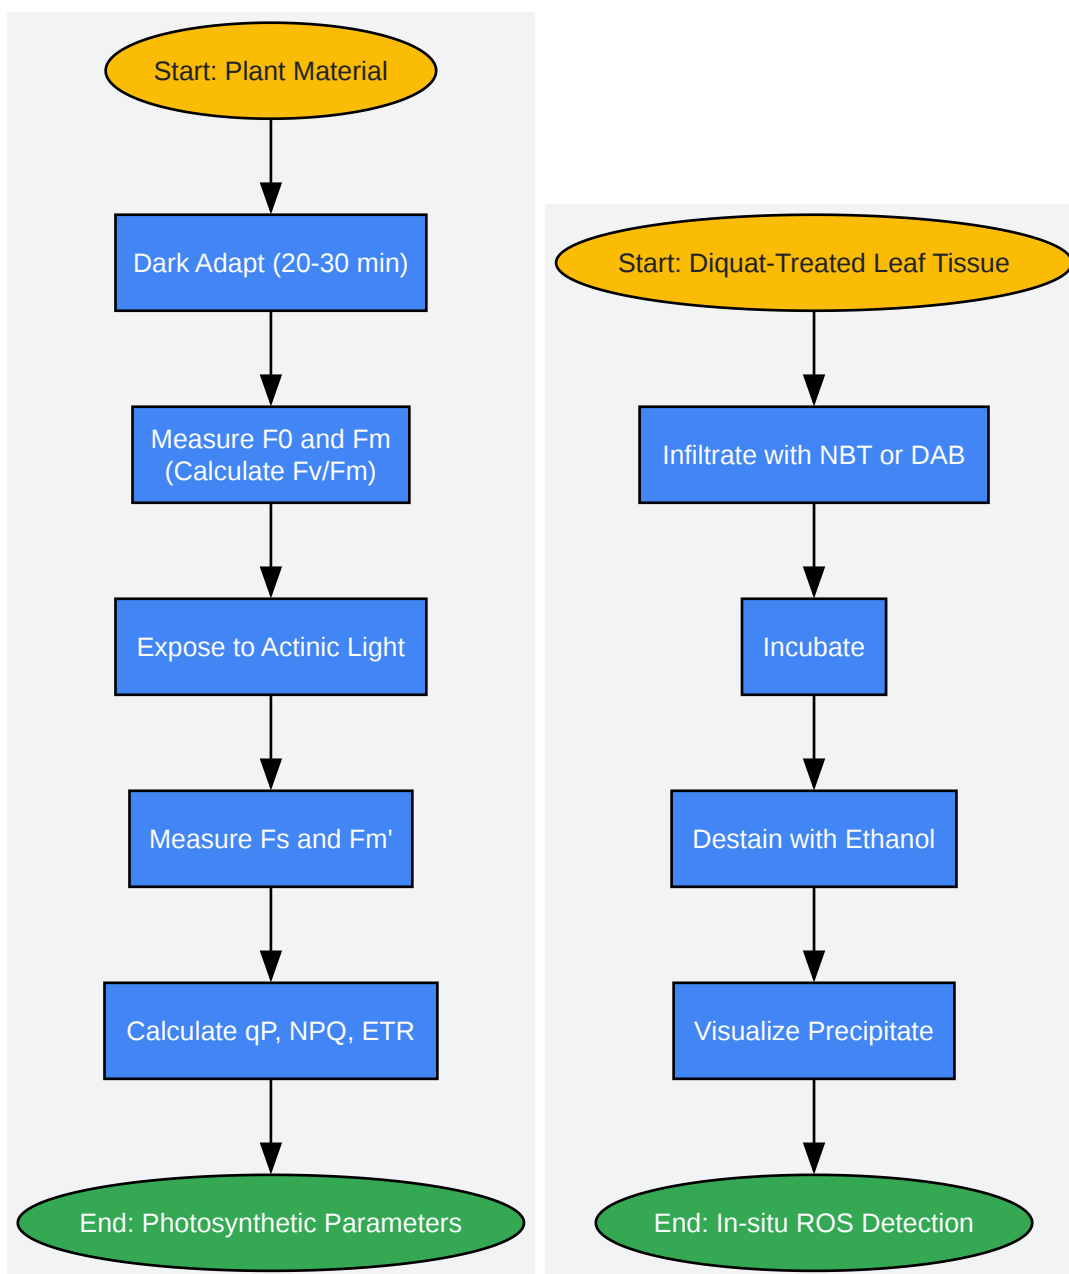 Start: Plant Material
Dark Adapt (20-30 min)
Measure F0 and Fm
(Calculate Fv/Fm)
Expose to Actinic Light
Measure Fs and Fm'
Calculate qP, NPQ, ETR
End: Photosynthetic Parameters
Start: Diquat-Treated Leaf Tissue
Infiltrate with NBT or DAB
Incubate
Destain with Ethanol
Visualize Precipitate
End: In-situ ROS Detection